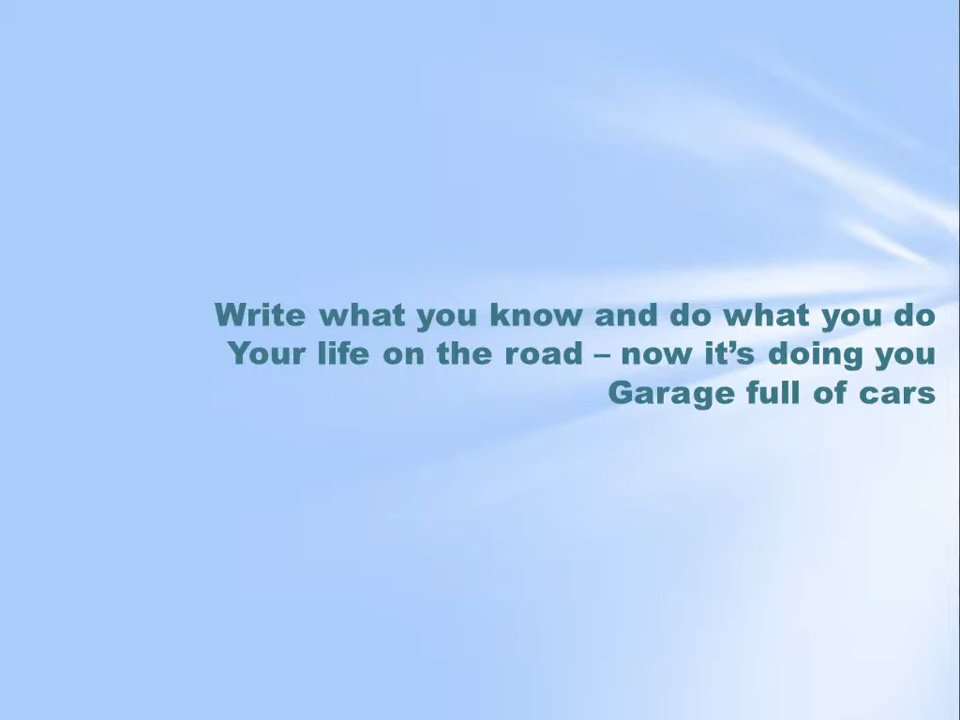 Write what you know and do what you do
Your life on the road – now it’s doing you
Garage full of cars